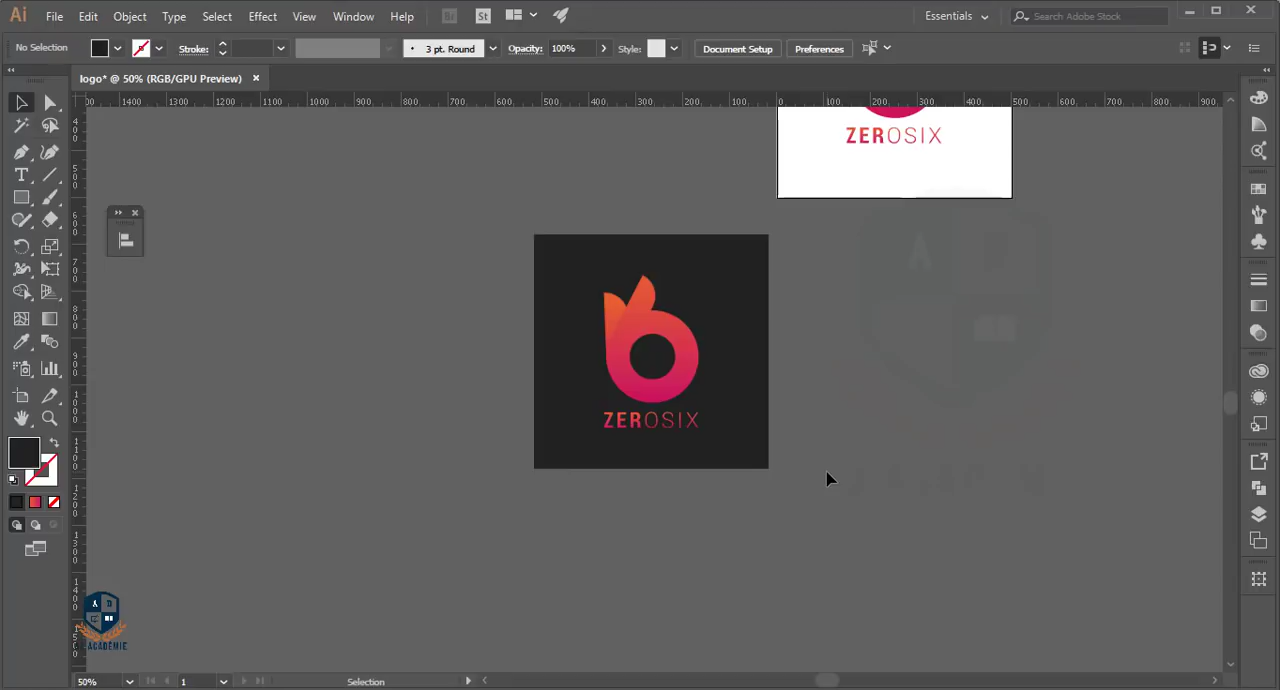 Ai File Edit Object Type Select Effect View Window Help Br St Essentials Search Adobe Stock
No Selection Stroke: 3 pt. Round Opacity: 100% Style: Document Setup Preferences
logo* @ 50% (RGB/GPU Preview)
1400 1300 1200 1100 1000 900 800 700 600 500 400 300 200 100 0 100 200 300 400 500 600 700 800 900
ZEROSIX
ZEROSIX
ACADÉMIE
50% 1 Selection